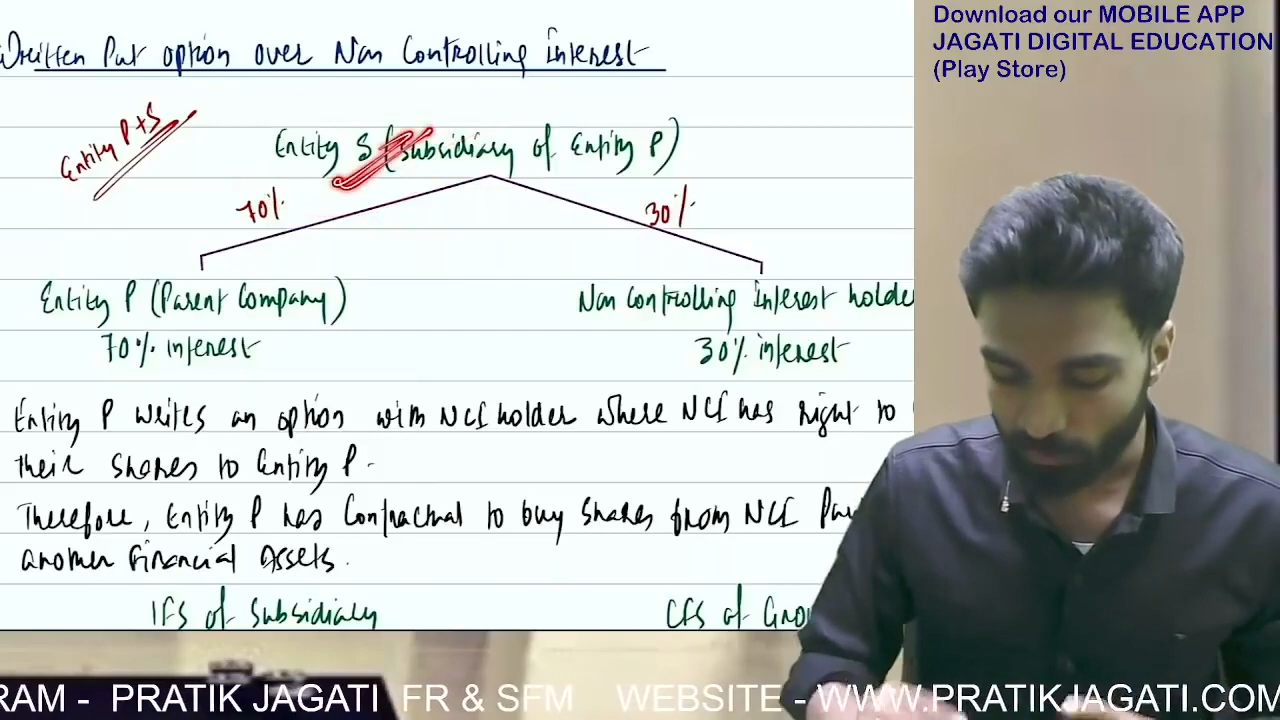 Written Put option over Non Controlling Interest
Download our MOBILE APP
JAGATI DIGITAL EDUCATION
(Play Store)
Entity P+S
Entity S (Subsidiary of Entity P)
70%
30%
Entity P (Parent Company)
Non Controlling Interest holde
70% interest
30% interest
Entity P writes an option with NCI holder where NCI has right to
their shares to Entity P.
Therefore, Entity P has Contractual to buy shares from NCI
another Financial Assets.
IFS of Subsidiary
CFS of Gro
RAM - PRATIK JAGATI FR & SFM WEBSITE - WWW.PRATIKJAGATI.COM